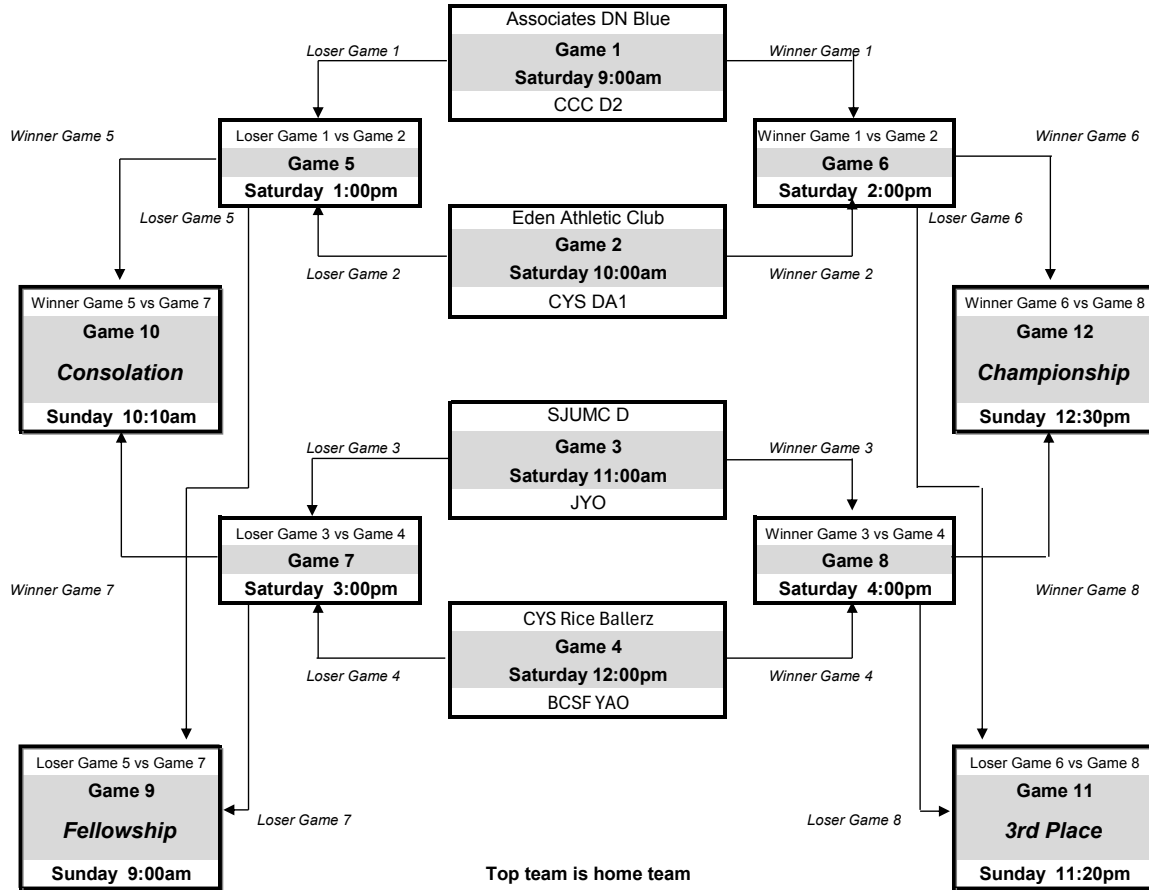 Associates DN Blue
Loser Game 1
Game 1
Winner Game 1
Saturday 9:00am
CCC D2
Winner Game 5
Loser Game 1 vs Game 2
Winner Game 1 vs Game 2
Winner Game 6
Game 5
Game 6
Saturday 1:00pm
Saturday 2:00pm
Loser Game 5
Eden Athletic Club
Loser Game 6
Game 2
Loser Game 2
Saturday 10:00am
Winner Game 2
CYS DA1
Winner Game 5 vs Game 7
Winner Game 6 vs Game 8
Game 10
Game 12
Consolation
Championship
Sunday 10:10am
Sunday 12:30pm
SJUMC D
Loser Game 3
Game 3
Winner Game 3
Saturday 11:00am
JYO
Loser Game 3 vs Game 4
Winner Game 3 vs Game 4
Game 7
Game 8
Winner Game 7
Saturday 3:00pm
Saturday 4:00pm
Winner Game 8
CYS Rice Ballerz
Game 4
Loser Game 4
Saturday 12:00pm
Winner Game 4
BCSF YAO
Loser Game 5 vs Game 7
Loser Game 6 vs Game 8
Game 9
Game 11
Loser Game 7
Loser Game 8
Fellowship
3rd Place
Sunday 9:00am
Top team is home team
Sunday 11:20pm